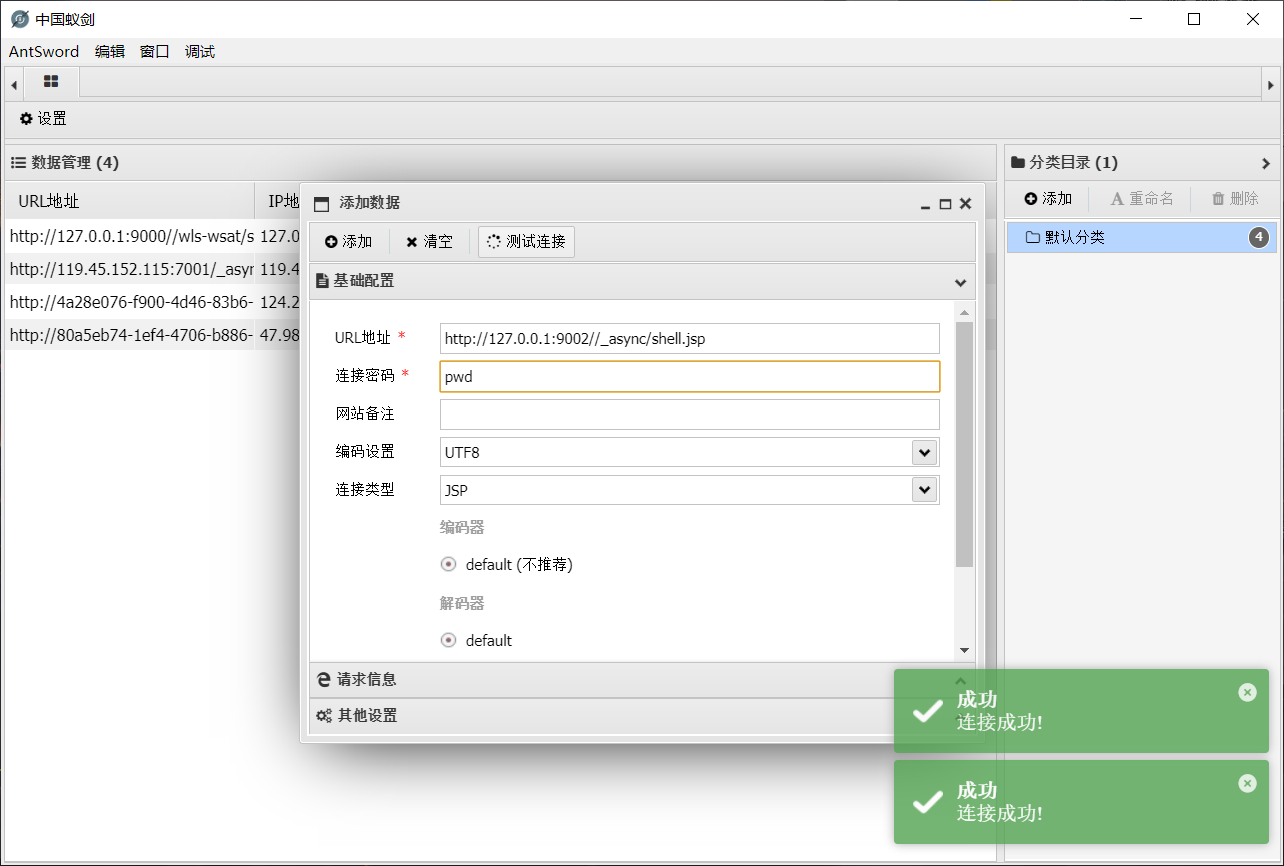 中国蚁剑
AntSword 编辑 窗口 调试
设置
数据管理 (4)
URL地址 IP地
http://127.0.0.1:9000//wls-wsat/s 127.0
http://119.45.152.115:7001/_asyn 119.4
http://4a28e076-f900-4d46-83b6- 124.2
http://80a5eb74-1ef4-4706-b886- 47.98
添加数据
添加 清空 测试连接
基础配置
URL地址 * http://127.0.0.1:9002//_async/shell.jsp
连接密码 * pwd
网站备注
编码设置 UTF8
连接类型 JSP
编码器
default (不推荐)
解码器
default
请求信息
其他设置
分类目录 (1)
添加 重命名 删除
默认分类 4
成功
连接成功!
成功
连接成功!